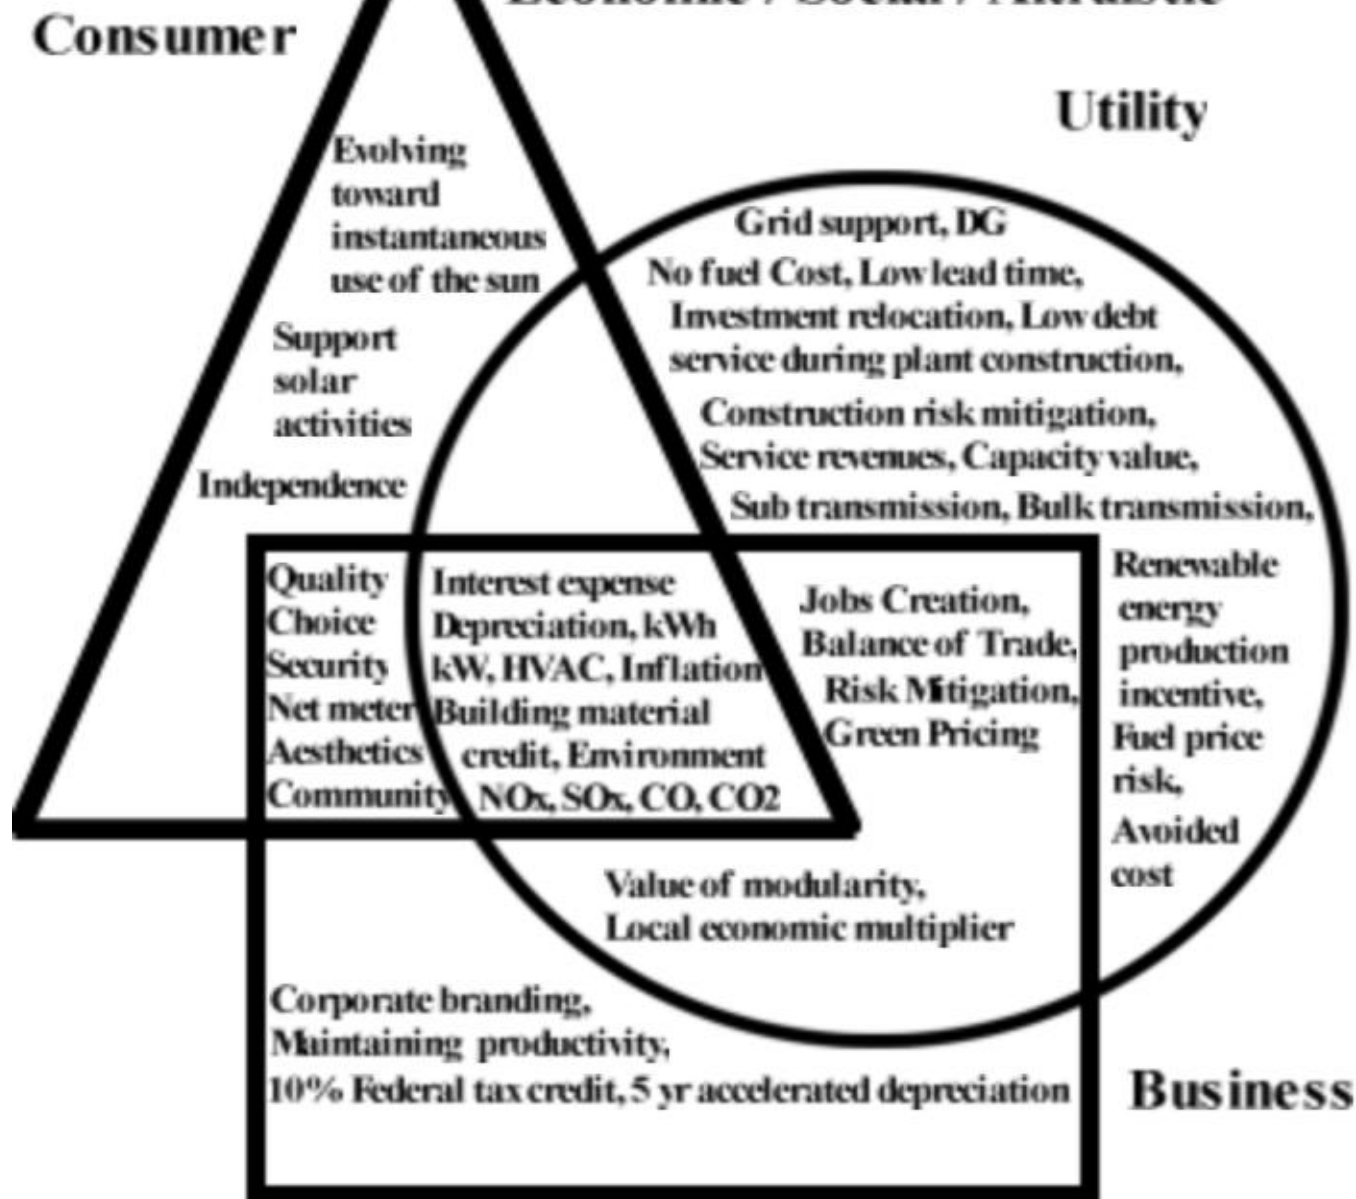 Economic / Social / Altruistic
Consumer
Utility
Evolving
toward
instantaneous
use of the sun
Support
solar
activities
Independence
Grid support, DG
No fuel Cost, Low lead time,
Investment relocation, Low debt
service during plant construction,
Construction risk mitigation,
Service revenues, Capacity value,
Sub transmission, Bulk transmission,
Quality
Choice
Security
Net meter
Aesthetics
Community
Interest expense
Depreciation, kWh
kW, HVAC, Inflation
Building material
credit, Environment
NOx, SOx, CO, CO2
Jobs Creation,
Balance of Trade,
Risk Mitigation,
Green Pricing
Renewable
energy
production
incentive,
Fuel price
risk,
Avoided
cost
Value of modularity,
Local economic multiplier
Corporate branding,
Maintaining productivity,
10% Federal tax credit, 5 yr accelerated depreciation
Business